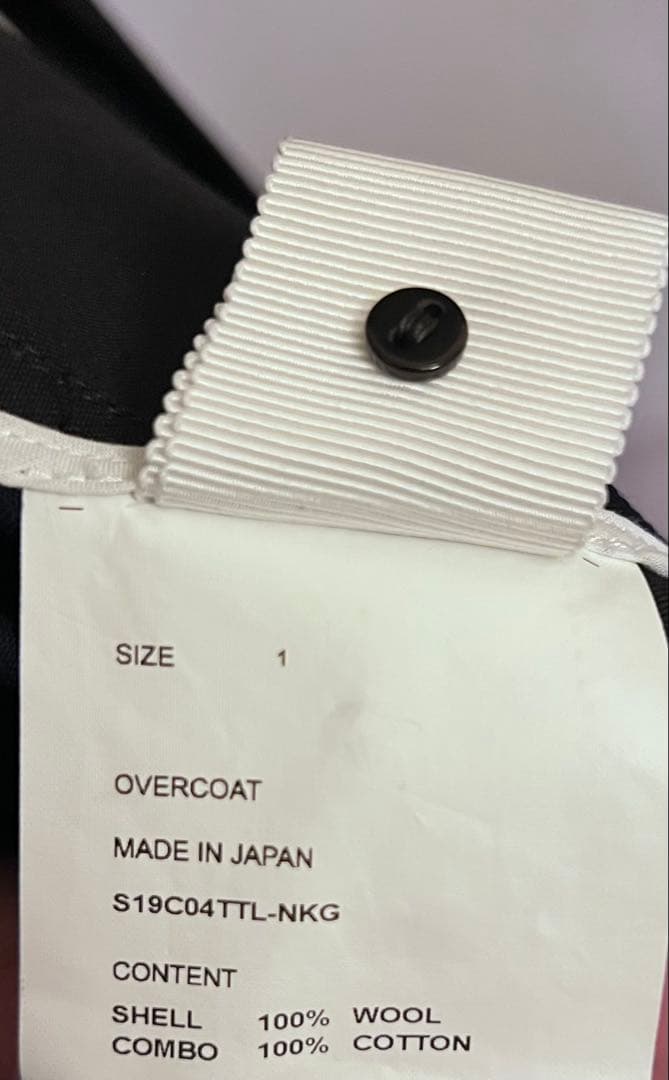 SIZE 1
OVERCOAT
MADE IN JAPAN
S19C04TTL-NKG
CONTENT
SHELL 100% WOOL
COMBO 100% COTTON